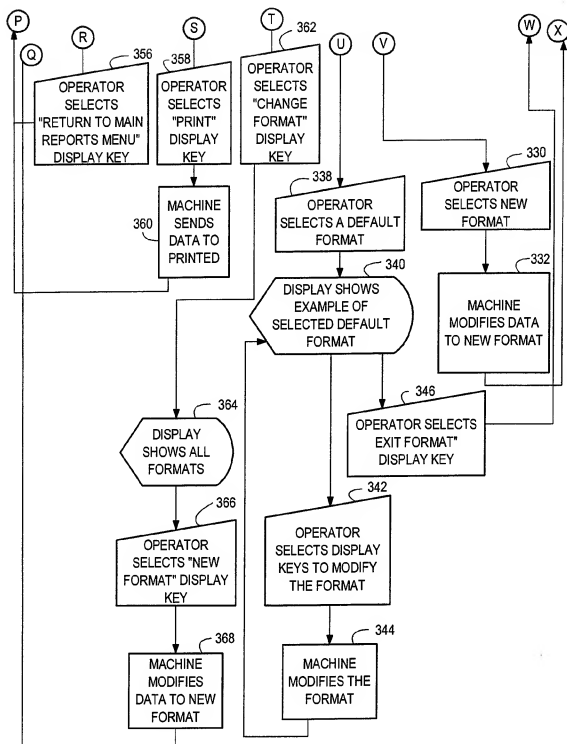 P
Q
R
S
T
U
V
W
X
356
OPERATOR
SELECTS
"RETURN TO MAIN
REPORTS MENU"
DISPLAY KEY
358
OPERATOR
SELECTS
"PRINT"
DISPLAY
KEY
362
OPERATOR
SELECTS
"CHANGE
FORMAT"
DISPLAY
KEY
360
MACHINE
SENDS
DATA TO
PRINTED
338
OPERATOR
SELECTS A DEFAULT
FORMAT
330
OPERATOR
SELECTS NEW
FORMAT
340
DISPLAY SHOWS
EXAMPLE OF
SELECTED DEFAULT
FORMAT
332
MACHINE
MODIFIES DATA
TO NEW FORMAT
346
OPERATOR SELECTS
EXIT FORMAT"
DISPLAY KEY
364
DISPLAY
SHOWS ALL
FORMATS
366
OPERATOR
SELECTS "NEW
FORMAT" DISPLAY
KEY
342
OPERATOR
SELECTS DISPLAY
KEYS TO MODIFY
THE FORMAT
368
MACHINE
MODIFIES
DATA TO NEW
FORMAT
344
MACHINE
MODIFIES THE
FORMAT